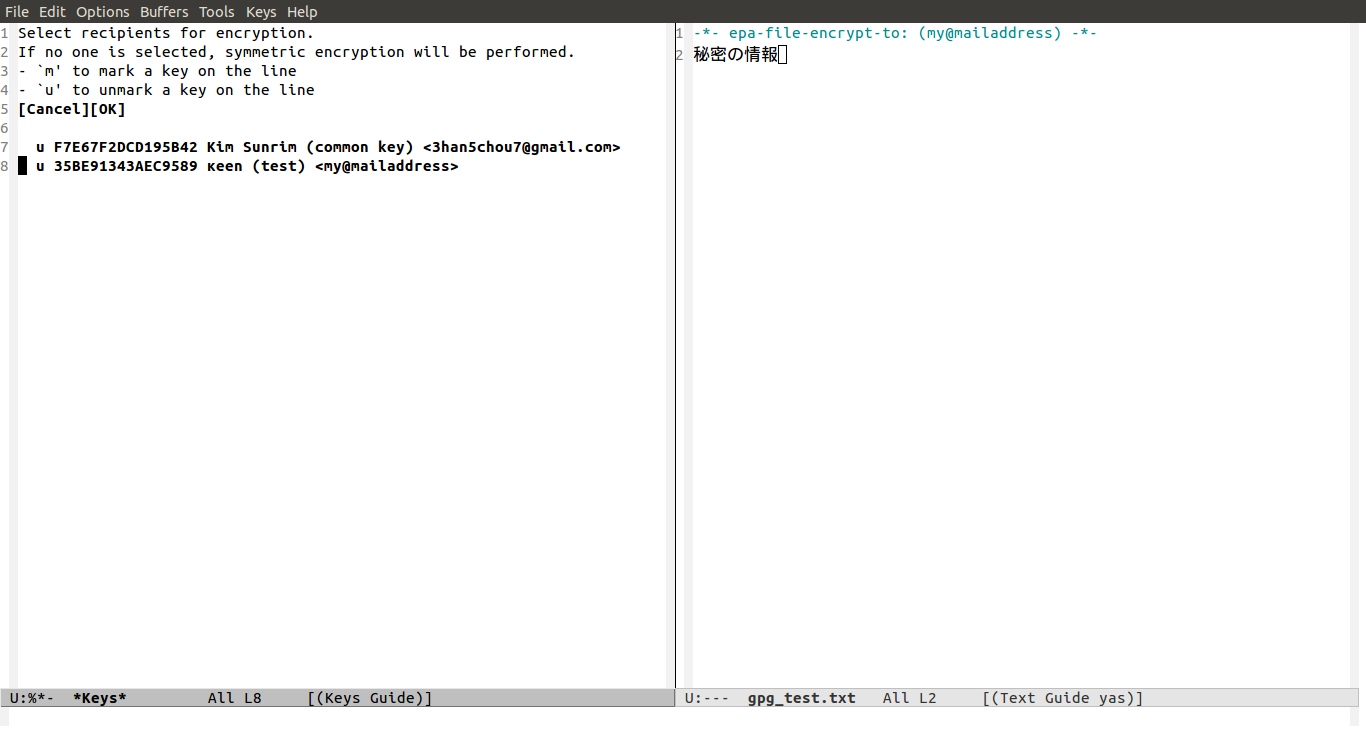 File Edit Options Buffers Tools Keys Help
1 Select recipients for encryption.
2 If no one is selected, symmetric encryption will be performed.
3 - `m' to mark a key on the line
4 - `u' to unmark a key on the line
5 [Cancel][OK]
6
7   u F7E67F2DCD195B42 Kim Sunrim (common key) <3han5chou7@gmail.com>
8   u 35BE91343AEC9589 κeen (test) <my@mailaddress>
U:%*-  *Keys*         All L8     [(Keys Guide)]
1 -*- epa-file-encrypt-to: (my@mailaddress) -*-
2 秘密の情報
U:---  gpg_test.txt   All L2     [(Text Guide yas)]